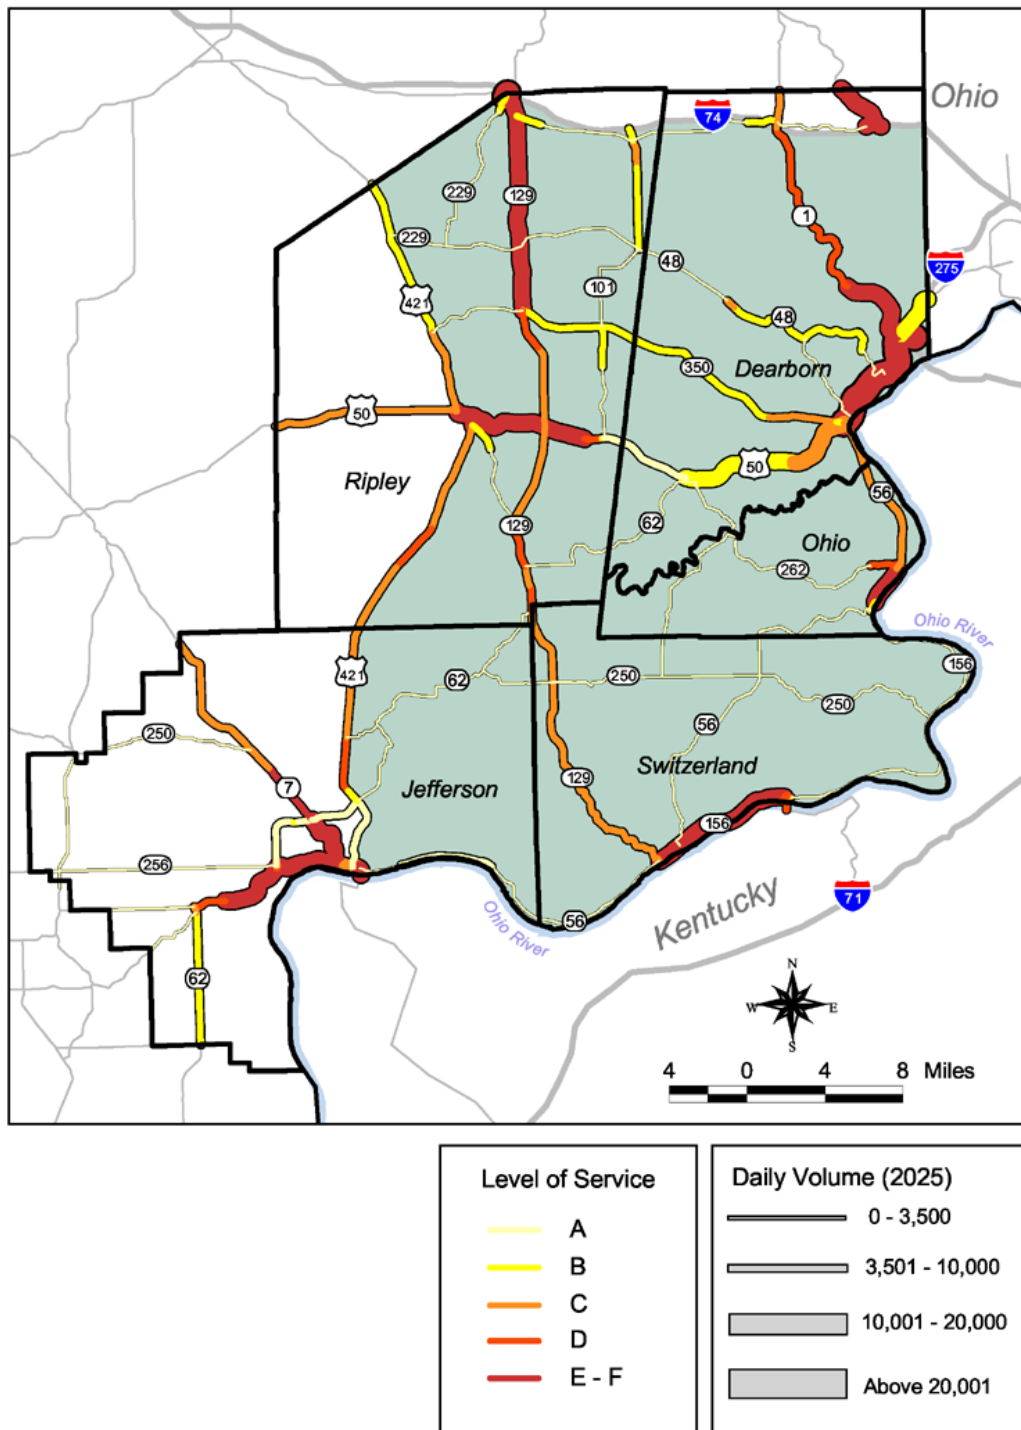 Ohio
74
129
229
1
229
48
275
101
421
48
350
Dearborn
50
50
Ripley
56
129
62
Ohio
262
Ohio River
156
421
62
250
250
56
250
Switzerland
129
7
Jefferson
156
256
Kentucky
71
Ohio River
56
62
N
W E
S
4 0 4 8 Miles
Level of Service
A
B
C
D
E - F
Daily Volume (2025)
0 - 3,500
3,501 - 10,000
10,001 - 20,000
Above 20,001